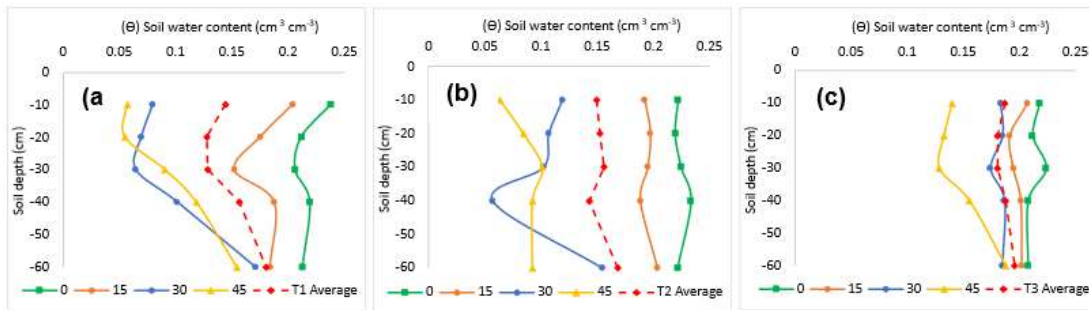 (Ɵ) Soil water content (cm³ cm⁻³)
0 0.05 0.1 0.15 0.2 0.25
(a
Soil depth (cm)
0
-10
-20
-30
-40
-50
-60
0 15 30 45 T1 Average
(Ɵ) Soil water content (cm³ cm⁻³)
0 0.05 0.1 0.15 0.2 0.25
(b)
Soil depth (cm)
0
-10
-20
-30
-40
-50
-60
0 15 30 45 T2 Average
(Ɵ) Soil water content (cm³ cm⁻³)
0 0.05 0.1 0.15 0.2 0.25
(c)
Soil depth (cm)
0
-10
-20
-30
-40
-50
-60
0 15 30 45 T3 Average